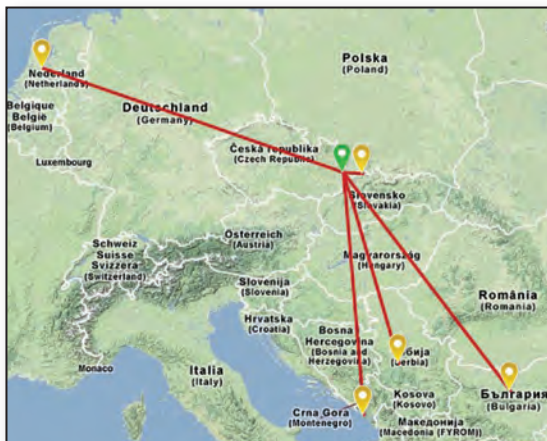 Polska
(Poland)
Nederland
(Netherlands)
Deutschland
(Germany)
Belgique
België
(Belgium)
Česká republika
(Czech Republic)
Luxembourg
Slovensko
(Slovakia)
Österreich
(Austria)
Schweiz
Suisse
Svizzera
(Switzerland)
Magyarország
(Hungary)
Slovenija
(Slovenia)
România
(Romania)
Hrvatska
(Croatia)
Bosna
Hercegovina
(Bosnia and
Herzegovina)
(Serbia)
Monaco
Italia
(Italy)
Kosova
(Kosovo)
България
(Bulgaria)
Crna Gora
(Montenegro)
Македонија
(Macedonia (FYROM))